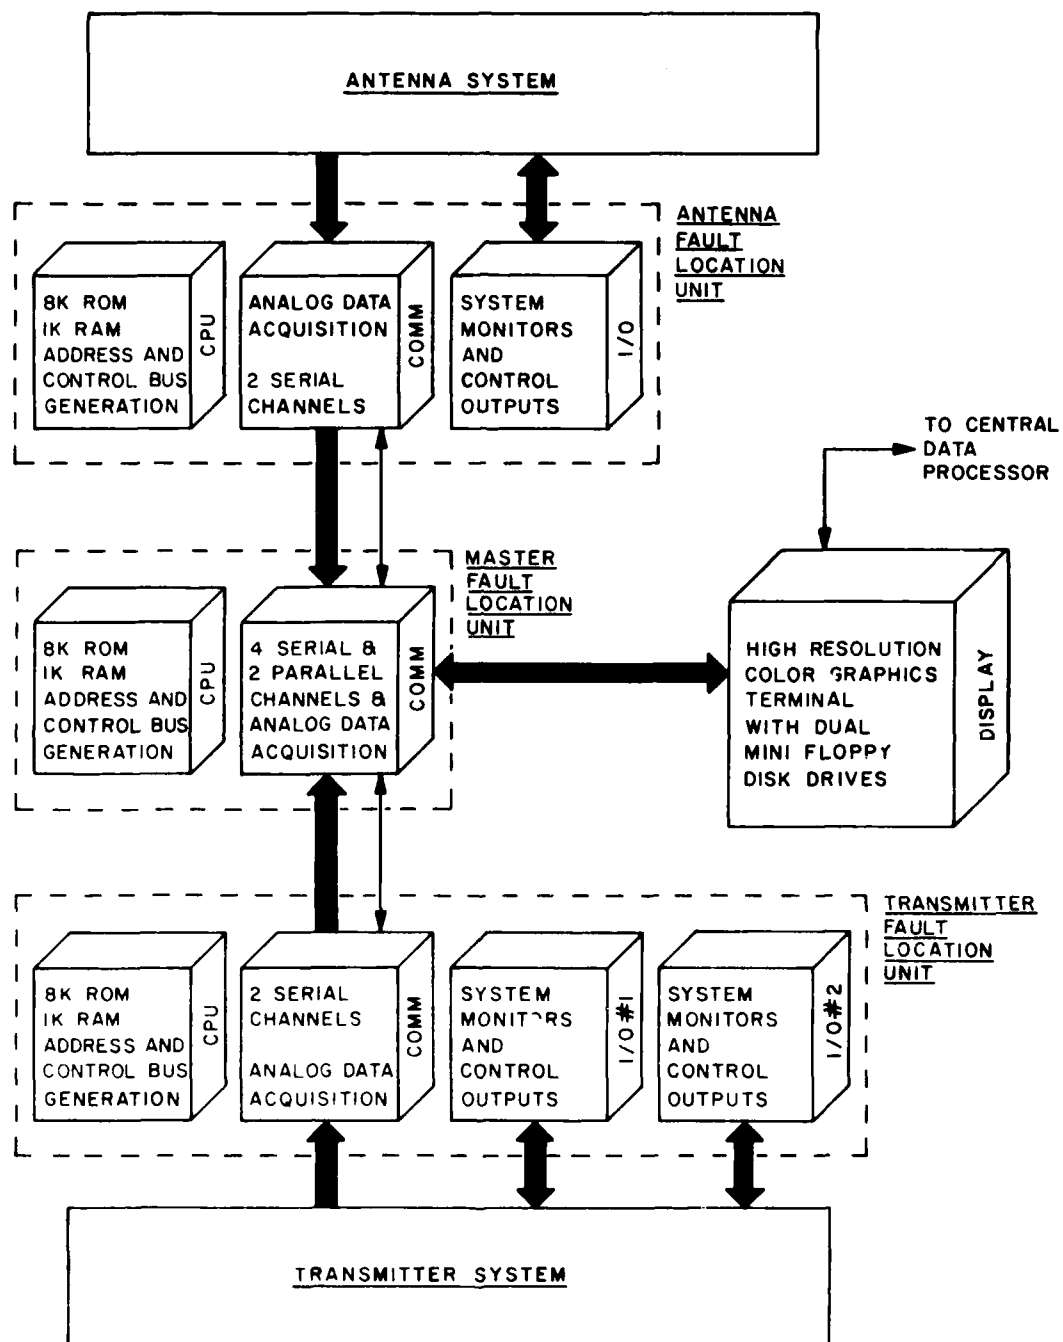 ANTENNA SYSTEM
ANTENNA
FAULT
LOCATION
UNIT
8K ROM
1K RAM
ADDRESS AND
CONTROL BUS
GENERATION
CPU
ANALOG DATA
ACQUISITION
2 SERIAL
CHANNELS
COMM
SYSTEM
MONITORS
AND
CONTROL
OUTPUTS
I/O
TO CENTRAL
DATA
PROCESSOR
MASTER
FAULT
LOCATION
UNIT
8K ROM
1K RAM
ADDRESS AND
CONTROL BUS
GENERATION
CPU
4 SERIAL &
2 PARALLEL
CHANNELS &
ANALOG DATA
ACQUISITION
COMM
HIGH RESOLUTION
COLOR GRAPHICS
TERMINAL
WITH DUAL
MINI FLOPPY
DISK DRIVES
DISPLAY
TRANSMITTER
FAULT
LOCATION
UNIT
8K ROM
1K RAM
ADDRESS AND
CONTROL BUS
GENERATION
CPU
2 SERIAL
CHANNELS
ANALOG DATA
ACQUISITION
COMM
SYSTEM
MONITORS
AND
CONTROL
OUTPUTS
I/O#1
SYSTEM
MONITORS
AND
CONTROL
OUTPUTS
I/O#2
TRANSMITTER SYSTEM